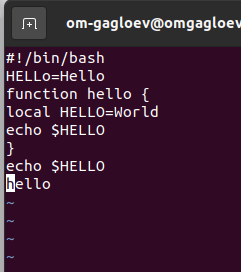 om-gagloev@omgagloev
#!/bin/bash
HELLo=Hello
function hello {
local HELLO=World
echo $HELLO
}
echo $HELLO
hello
~
~
~
~